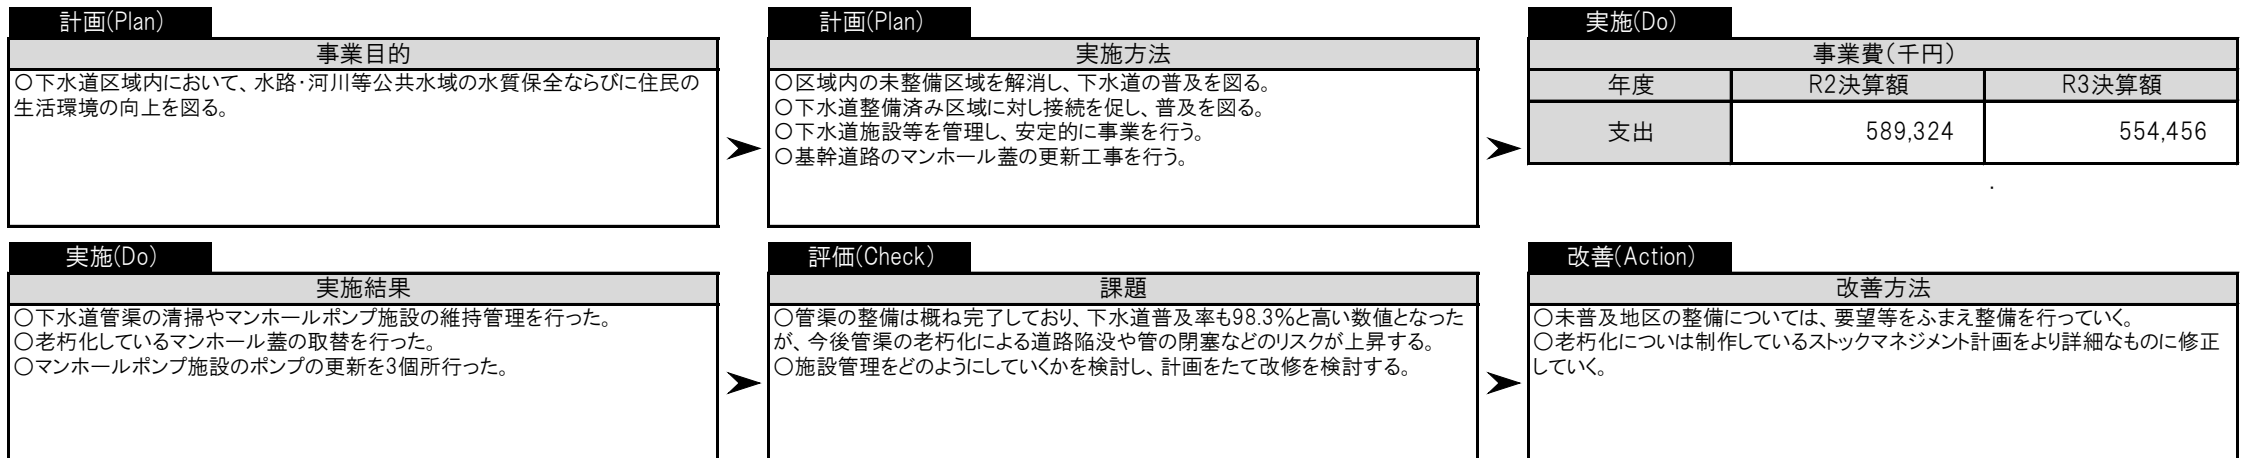 計画(Plan)
事業目的
○下水道区域内において、水路・河川等公共水域の水質保全ならびに住民の
生活環境の向上を図る。
計画(Plan)
実施方法
○区域内の未整備区域を解消し、下水道の普及を図る。
○下水道整備済み区域に対し接続を促し、普及を図る。
○下水道施設等を管理し、安定的に事業を行う。
○基幹道路のマンホール蓋の更新工事を行う。
実施(Do)
事業費(千円)
年度 R2決算額 R3決算額
支出 589,324 554,456
.
実施(Do)
実施結果
○下水道管渠の清掃やマンホールポンプ施設の維持管理を行った。
○老朽化しているマンホール蓋の取替を行った。
○マンホールポンプ施設のポンプの更新を3個所行った。
評価(Check)
課題
○管渠の整備は概ね完了しており、下水道普及率も98.3%と高い数値となった
が、今後管渠の老朽化による道路陥没や管の閉塞などのリスクが上昇する。
○施設管理をどのようにしていくかを検討し、計画をたて改修を検討する。
改善(Action)
改善方法
○未普及地区の整備については、要望等をふまえ整備を行っていく。
○老朽化についは制作しているストックマネジメント計画をより詳細なものに修正
していく。